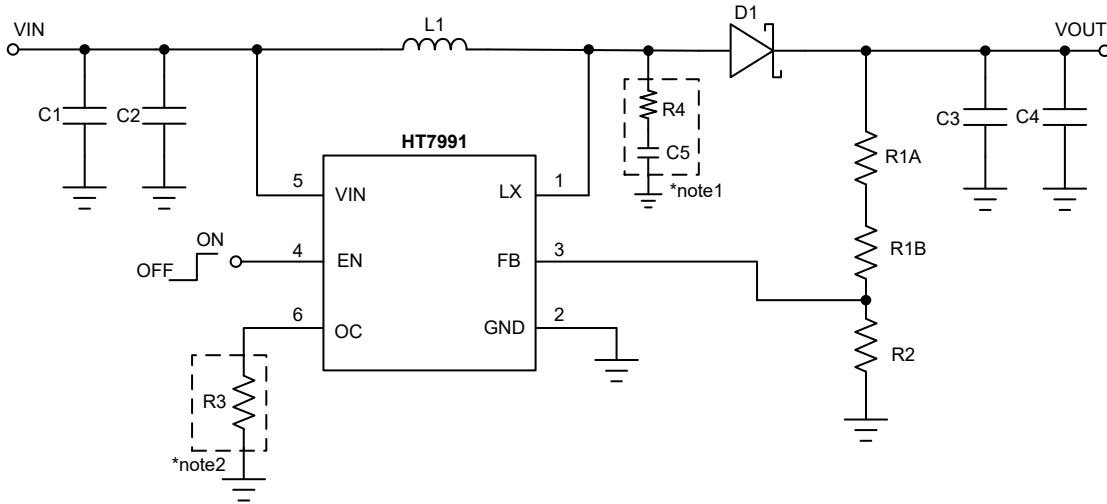 VIN
L1
D1
VOUT
C1
C2
R4
C5
*note1
C3
C4
R1A
R1B
R2
HT7991
5
VIN
LX
1
ON
OFF
4
EN
FB
3
6
OC
GND
2
R3
*note2